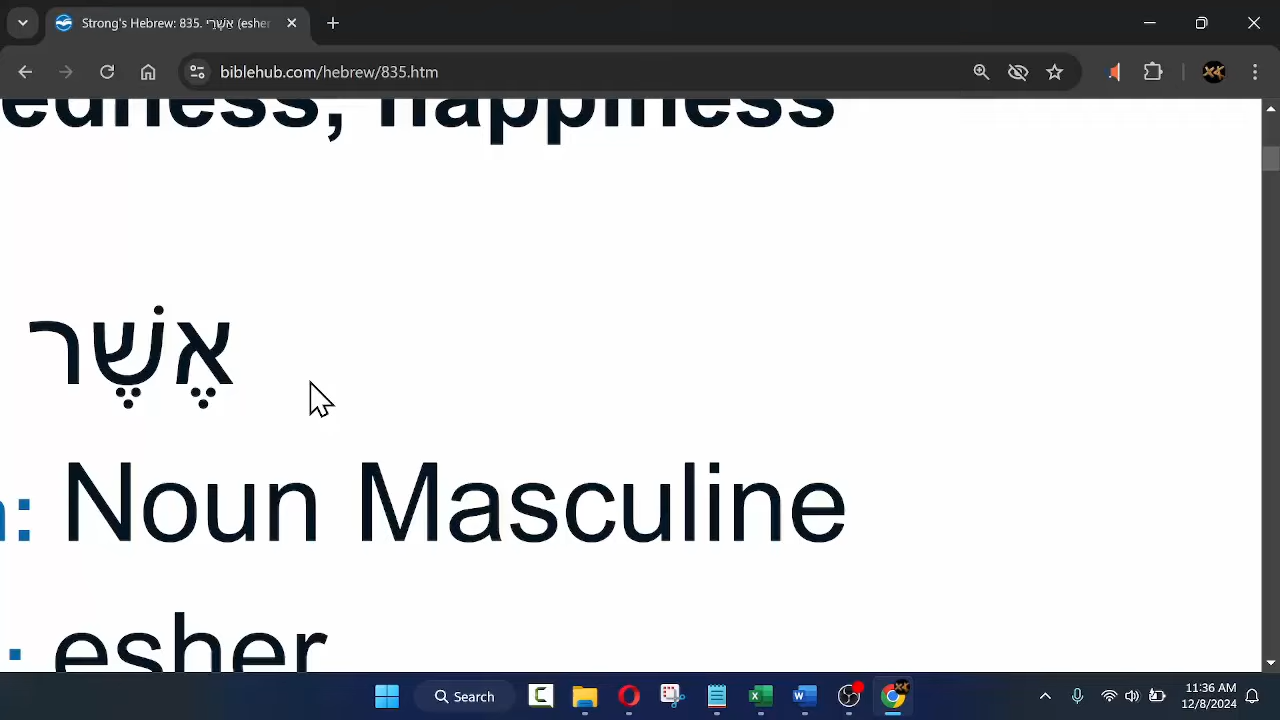 Strong's Hebrew: 835. אֶשֶׁר (esher
biblehub.com/hebrew/835.htm
edness, happiness
אֶשֶׁר
n: Noun Masculine
: esher
Search
11:36 AM
12/8/2024